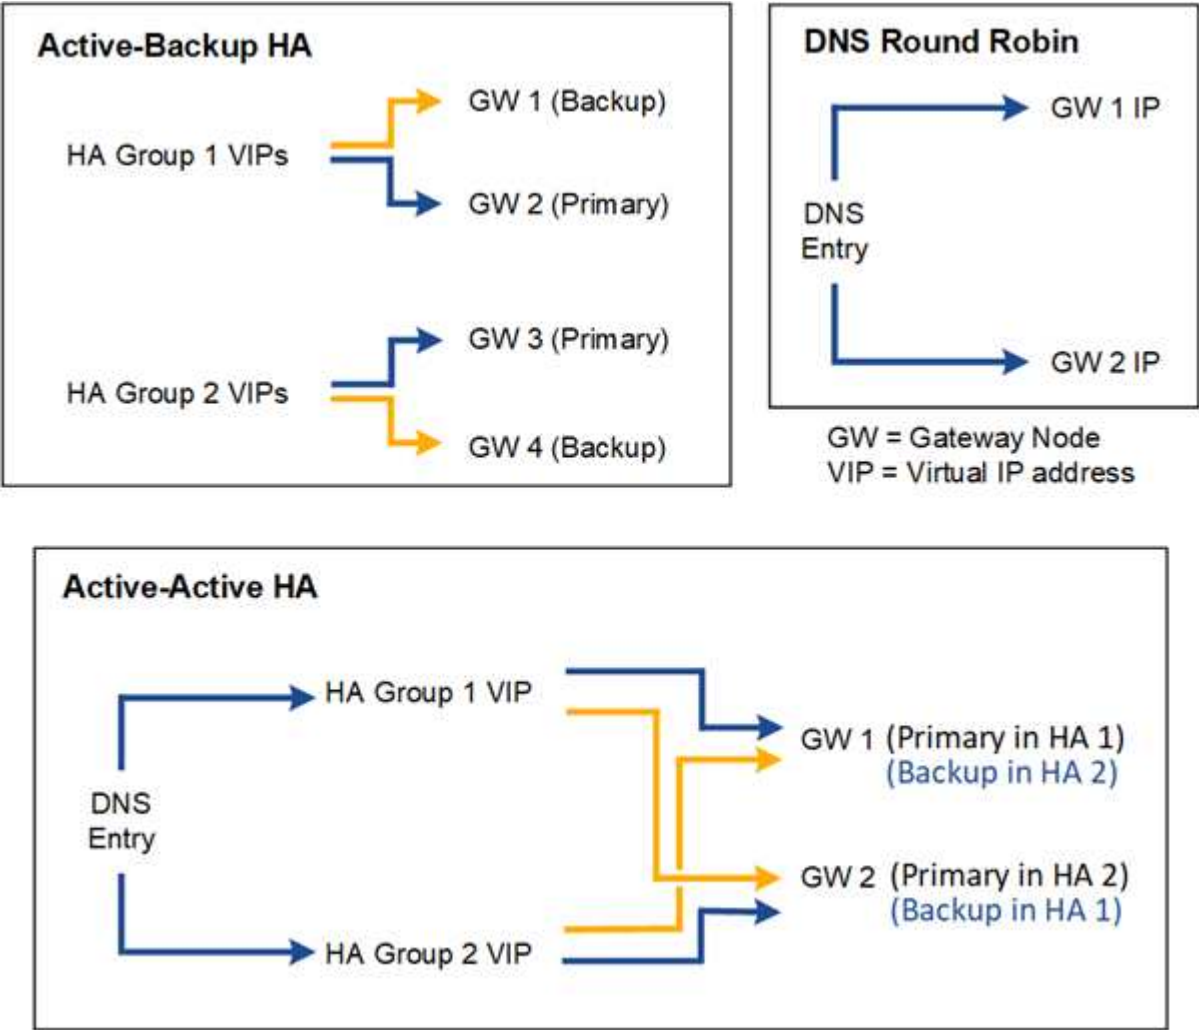 Active-Backup HA
HA Group 1 VIPs
GW 1 (Backup)
GW 2 (Primary)
HA Group 2 VIPs
GW 3 (Primary)
GW 4 (Backup)
DNS Round Robin
DNS
Entry
GW 1 IP
GW 2 IP
GW = Gateway Node
VIP = Virtual IP address
Active-Active HA
DNS
Entry
HA Group 1 VIP
HA Group 2 VIP
GW 1 (Primary in HA 1)
(Backup in HA 2)
GW 2 (Primary in HA 2)
(Backup in HA 1)